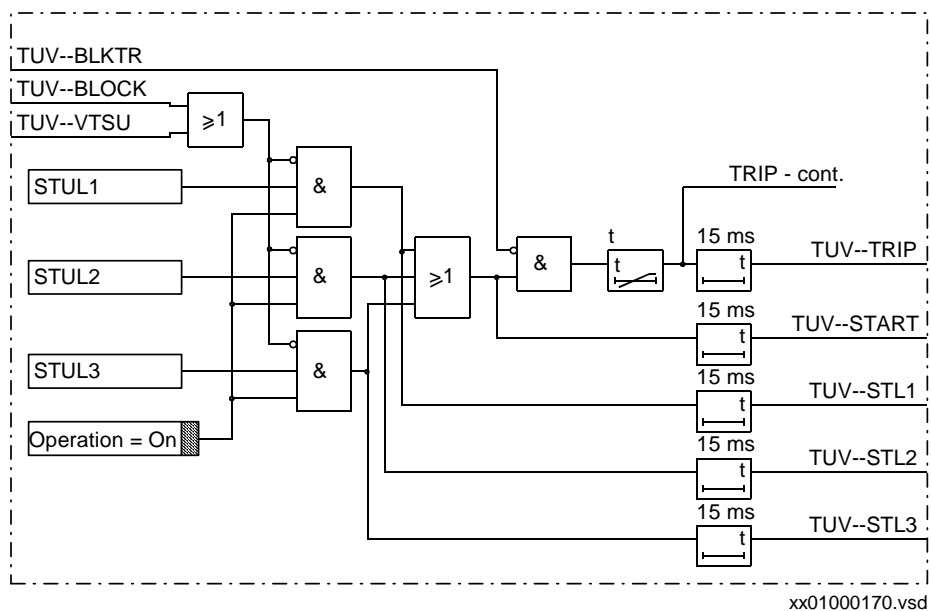 TUV--BLKTR
TUV--BLOCK
TUV--VTSU
≥1
STUL1
&
TRIP - cont.
STUL2
&
≥1
&
t
t
15 ms
t
TUV--TRIP
15 ms
t
TUV--START
STUL3
&
15 ms
t
TUV--STL1
Operation = On
15 ms
t
TUV--STL2
15 ms
t
TUV--STL3
xx01000170.vsd